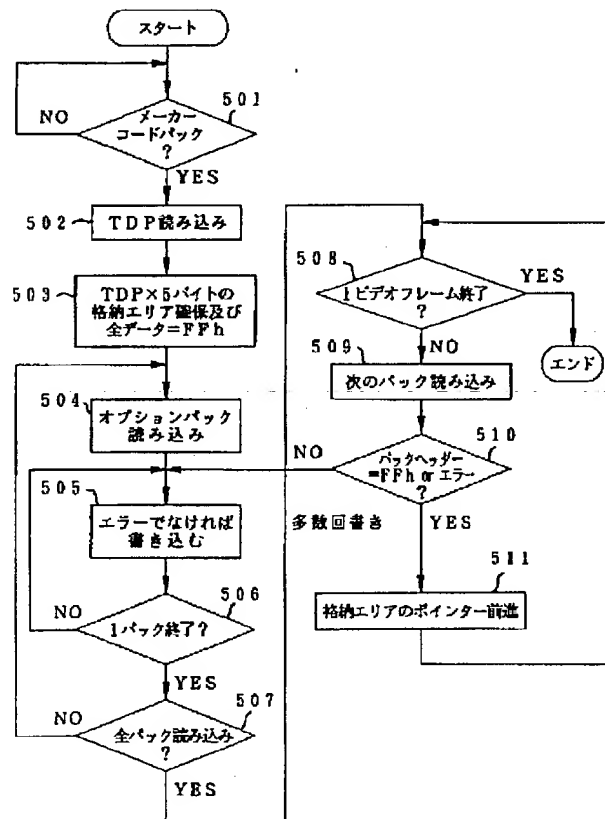 スタート
501
メーカー
コードパック
?
NO
YES
502
TDP読み込み
503
TDP×5バイトの
格納エリア確保及び
全データ=FFh
504
オプションパック
読み込み
505
エラーでなければ
書き込む
506
1パック終了?
NO
YES
507
全パック読み込み
?
NO
YES
508
1ビデオフレーム終了
?
YES
NO
エンド
509
次のパック読み込み
510
パックヘッダー
=FFh or エラー
?
NO
多数回書き
YES
511
格納エリアのポインター前進